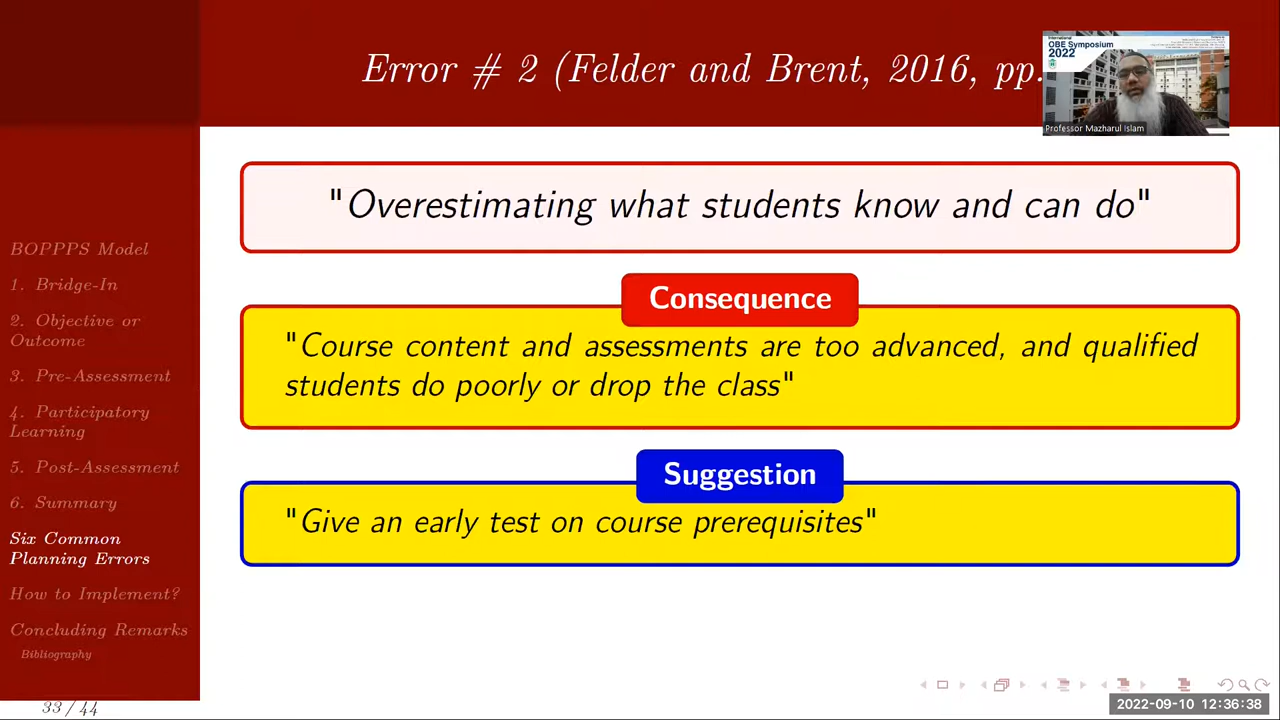 Error # 2 (Felder and Brent, 2016, pp.
International
OBE Symposium
2022
Professor Mazharul Islam
"Overestimating what students know and can do"
Consequence
"Course content and assessments are too advanced, and qualified
students do poorly or drop the class"
Suggestion
"Give an early test on course prerequisites"
BOPPPS Model
1. Bridge-In
2. Objective or
Outcome
3. Pre-Assessment
4. Participatory
Learning
5. Post-Assessment
6. Summary
Six Common
Planning Errors
How to Implement?
Concluding Remarks
Bibliography
33 / 44
2022-09-10 12:36:38